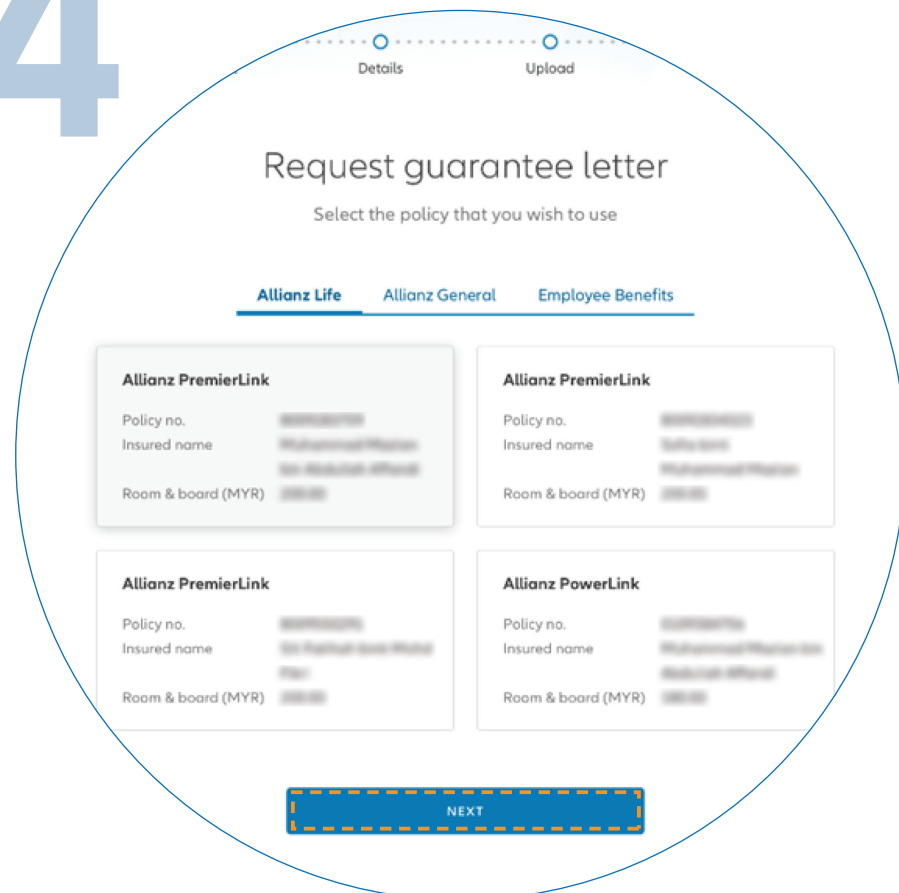 4
Details Upload
Request guarantee letter
Select the policy that you wish to use
Allianz Life Allianz General Employee Benefits
Allianz PremierLink
Policy no.
Insured name
Room & board (MYR)
Allianz PremierLink
Policy no.
Insured name
Room & board (MYR)
Allianz PremierLink
Policy no.
Insured name
Room & board (MYR)
Allianz PowerLink
Policy no.
Insured name
Room & board (MYR)
NEXT